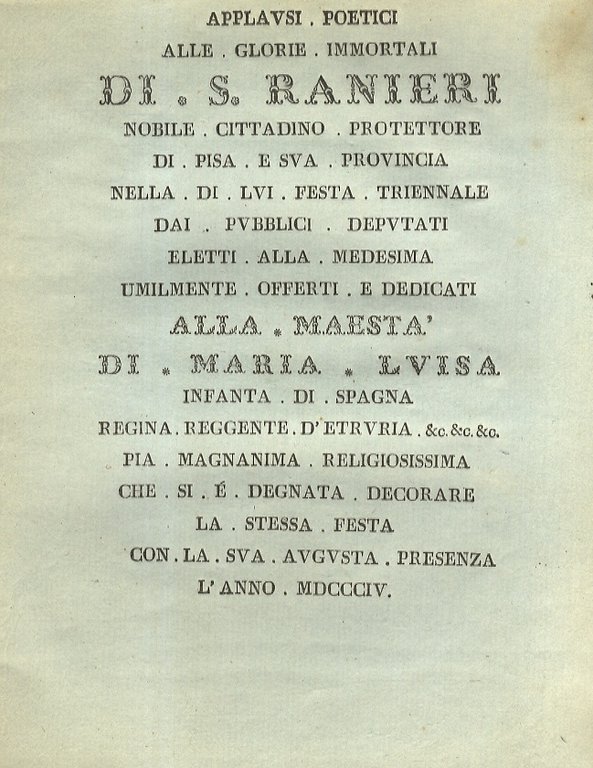 APPLAVSI . POETICI
ALLE . GLORIE . IMMORTALI
DI . S. RANIERI
NOBILE . CITTADINO . PROTETTORE
DI . PISA . E SVA . PROVINCIA
NELLA . DI . LVI . FESTA . TRIENNALE
DAI . PVBBLICI . DEPVTATI
ELETTI . ALLA . MEDESIMA
UMILMENTE . OFFERTI . E DEDICATI
ALLA . MAESTA'
DI . MARIA . LVISA
INFANTA . DI . SPAGNA
REGINA . REGGENTE . D'ETRVRIA . &c. &c. &c.
PIA . MAGNANIMA . RELIGIOSISSIMA
CHE . SI . É . DEGNATA . DECORARE
LA . STESSA . FESTA
CON . LA . SVA . AVGVSTA . PRESENZA
L'ANNO . MDCCCIV.